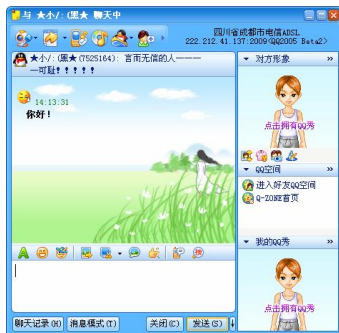 与 ★小/: (黑★ 聊天中
四川省成都市电信ADSL
222.212.41.137:2009(QQ2005 Beta2>
★小/: (黑★(7525164): 言而无信的人————
一可耻!!!!!
14:13:31
你好!
对方形象 »
点击拥有QQ秀
QQ空间 »
进入好友QQ空间
Q-ZONE首页
我的QQ秀 »
点击拥有QQ秀
聊天记录(H) 消息模式(T) 关闭(C) 发送(S)